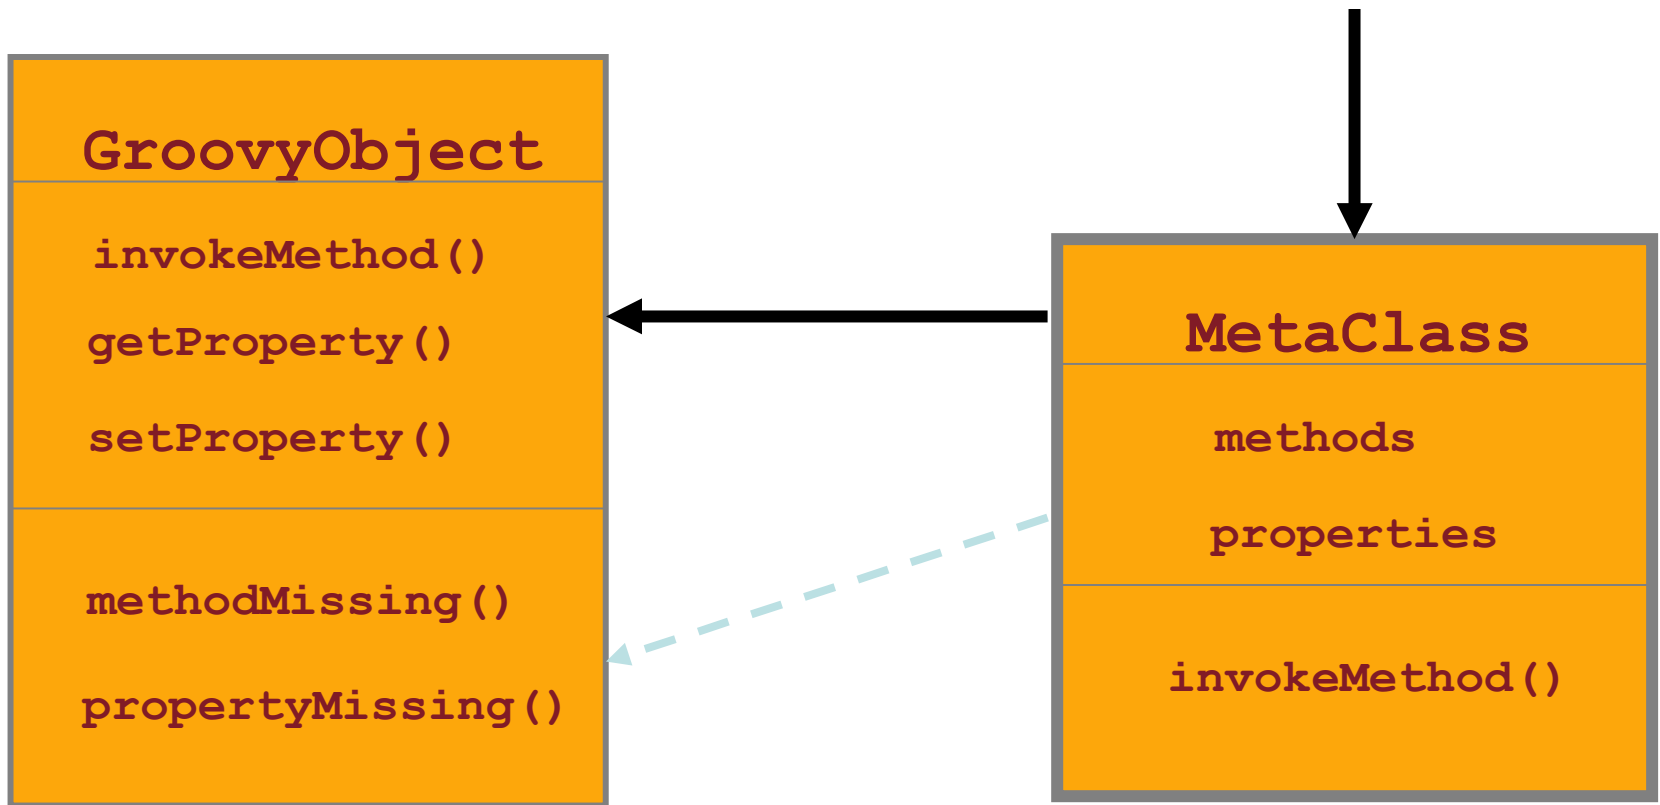 GroovyObject
invokeMethod()
getProperty()
setProperty()
methodMissing()
propertyMissing()
MetaClass
methods
properties
invokeMethod()